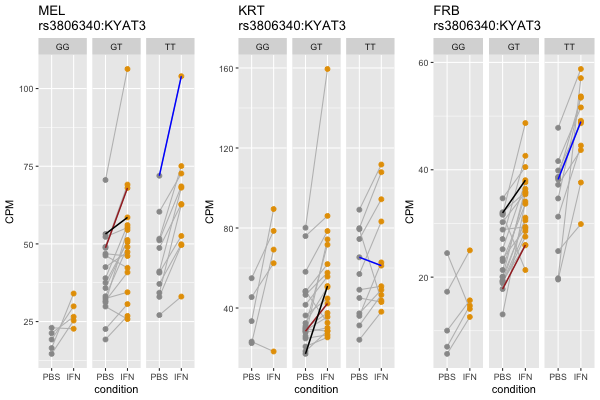 MEL
rs3806340:KYAT3
GG GT TT
CPM
100
75
50
25
PBS IFN PBS IFN PBS IFN
condition
KRT
rs3806340:KYAT3
GG GT TT
CPM
160
120
80
40
PBS IFN PBS IFN PBS IFN
condition
FRB
rs3806340:KYAT3
GG GT TT
CPM
60
40
20
PBS IFN PBS IFN PBS IFN
condition